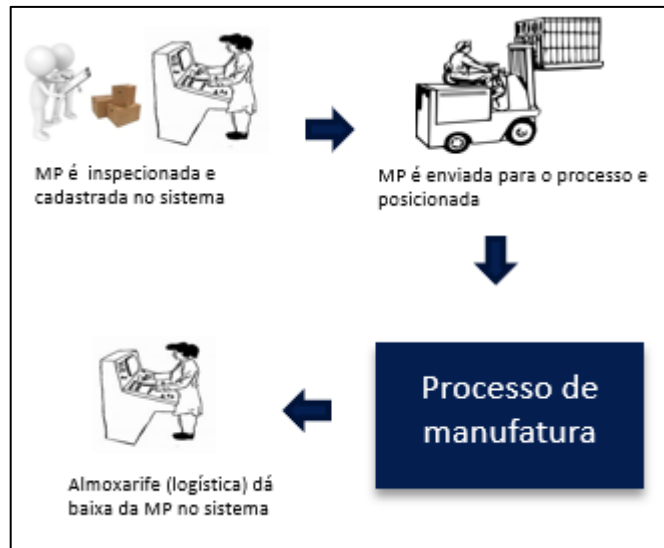 MP é inspecionada e
cadastrada no sistema
MP é enviada para o processo e
posicionada
Processo de
manufatura
Almoxarife (logística) dá
baixa da MP no sistema